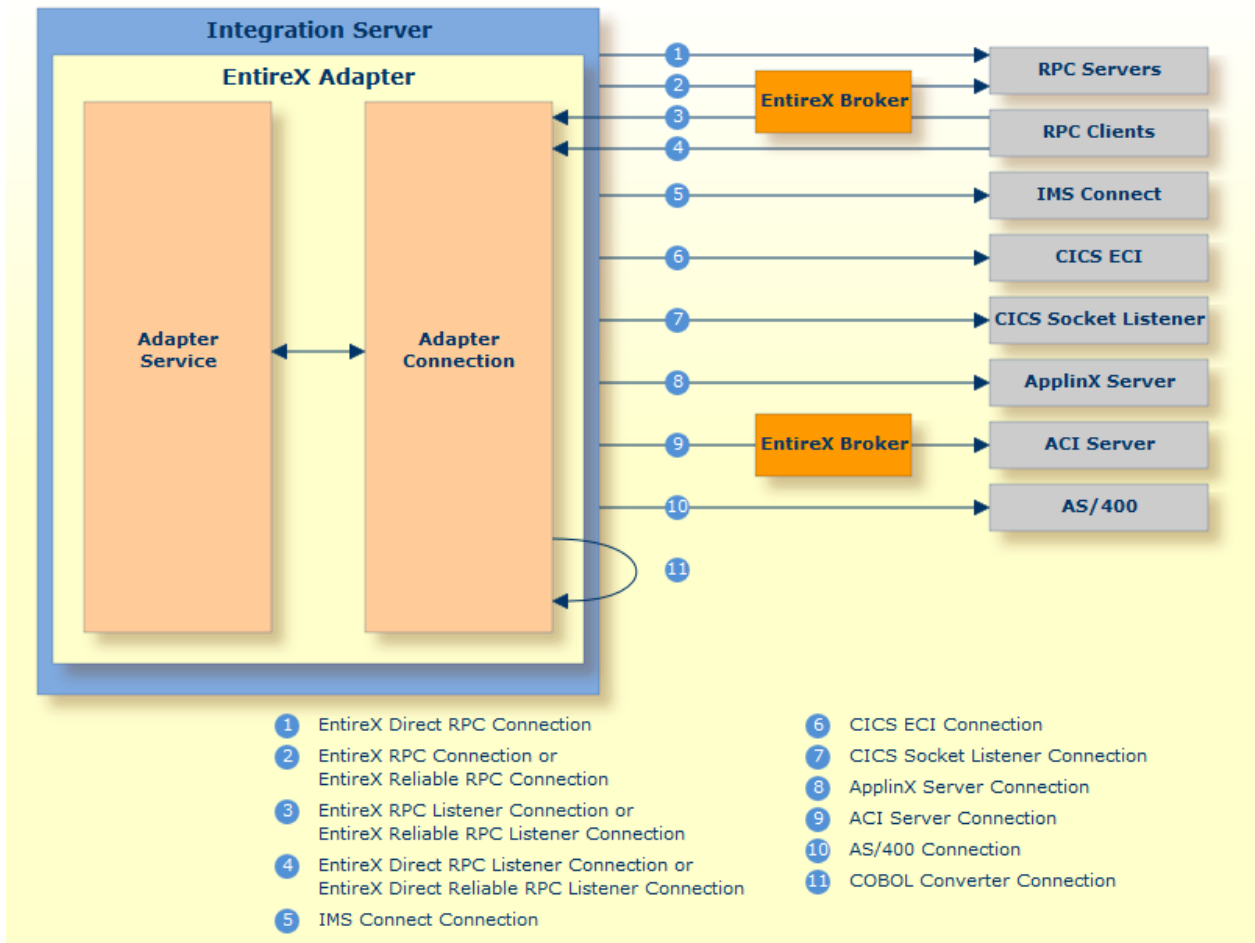 Integration Server
EntireX Adapter
Adapter
Service
Adapter
Connection
1
2
3
4
5
6
7
8
9
10
11
EntireX Broker
EntireX Broker
RPC Servers
RPC Clients
IMS Connect
CICS ECI
CICS Socket Listener
ApplinX Server
ACI Server
AS/400
1 EntireX Direct RPC Connection
2 EntireX RPC Connection or
EntireX Reliable RPC Connection
3 EntireX RPC Listener Connection or
EntireX Reliable RPC Listener Connection
4 EntireX Direct RPC Listener Connection or
EntireX Direct Reliable RPC Listener Connection
5 IMS Connect Connection
6 CICS ECI Connection
7 CICS Socket Listener Connection
8 ApplinX Server Connection
9 ACI Server Connection
10 AS/400 Connection
11 COBOL Converter Connection